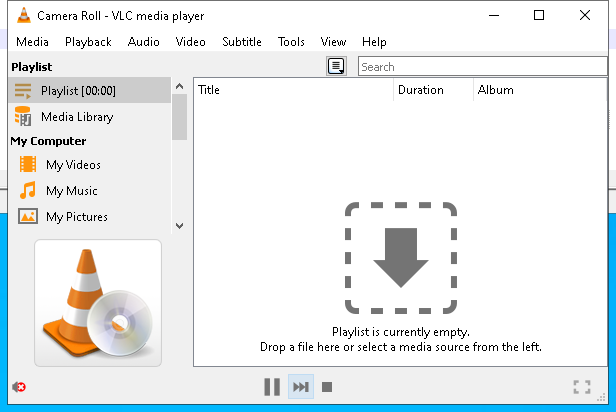 Camera Roll - VLC media player
Media Playback Audio Video Subtitle Tools View Help
Playlist
Search
Playlist [00:00]
Media Library
My Computer
My Videos
My Music
My Pictures
Title Duration Album
Playlist is currently empty.
Drop a file here or select a media source from the left.